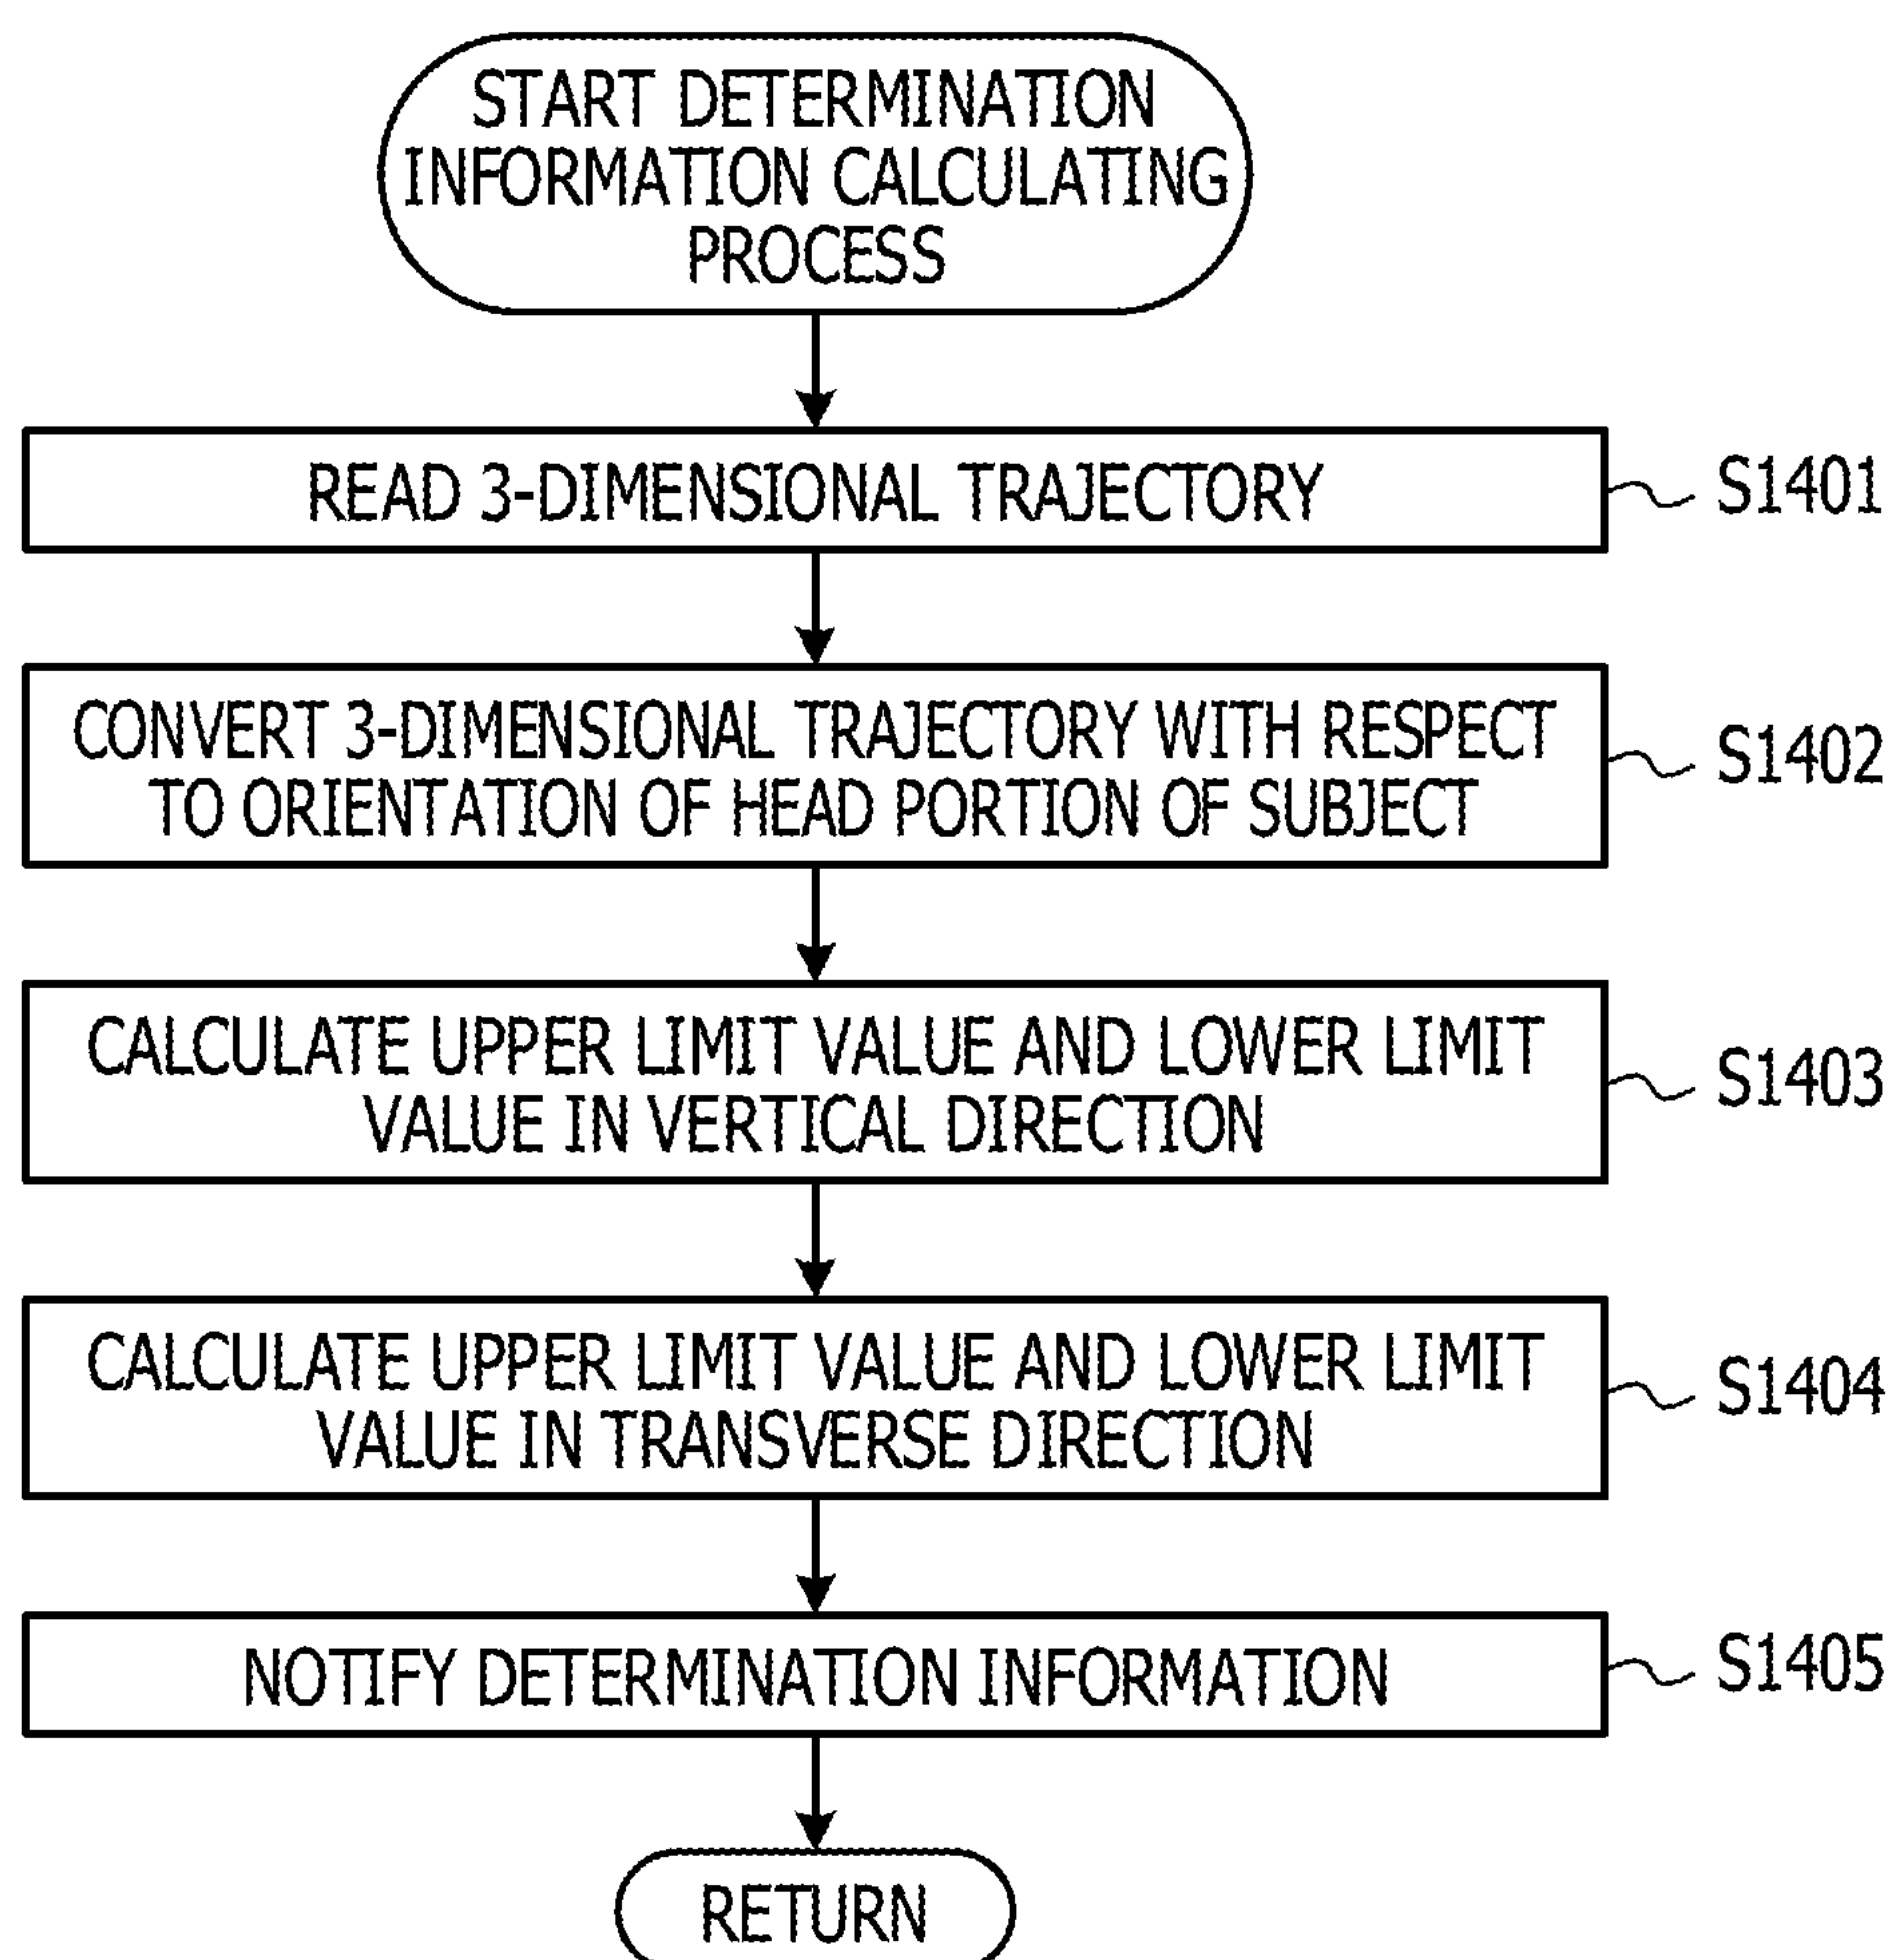 START DETERMINATION
INFORMATION CALCULATING
PROCESS
READ 3-DIMENSIONAL TRAJECTORY
S1401
CONVERT 3-DIMENSIONAL TRAJECTORY WITH RESPECT
TO ORIENTATION OF HEAD PORTION OF SUBJECT
S1402
CALCULATE UPPER LIMIT VALUE AND LOWER LIMIT
VALUE IN VERTICAL DIRECTION
S1403
CALCULATE UPPER LIMIT VALUE AND LOWER LIMIT
VALUE IN TRANSVERSE DIRECTION
S1404
NOTIFY DETERMINATION INFORMATION
S1405
RETURN